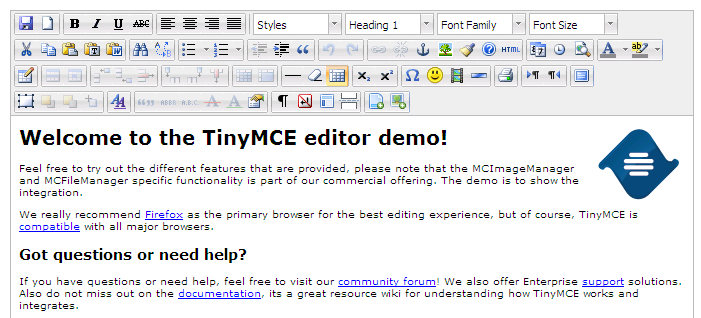 B I U ABC Styles Heading 1 Font Family Font Size
HTML A ab
x₂ x² Ω ¶ ¶
A4 ABBR A.B.C. A A ¶
Welcome to the TinyMCE editor demo!
Feel free to try out the different features that are provided, please note that the MCImageManager
and MCFileManager specific functionality is part of our commercial offering. The demo is to show the
integration.
We really recommend Firefox as the primary browser for the best editing experience, but of course, TinyMCE is
compatible with all major browsers.
Got questions or need help?
If you have questions or need help, feel free to visit our community forum! We also offer Enterprise support solutions.
Also do not miss out on the documentation, its a great resource wiki for understanding how TinyMCE works and
integrates.